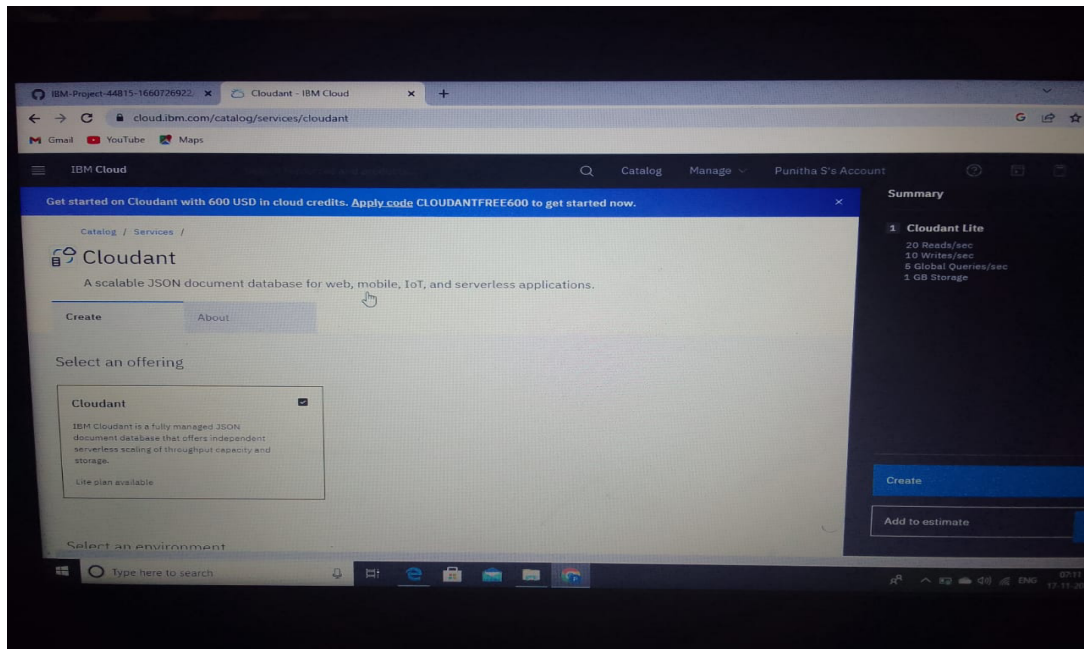 IBM-Project-44815-1660726922
Cloudant - IBM Cloud
cloud.ibm.com/catalog/services/cloudant
Gmail YouTube Maps
IBM Cloud
Catalog Manage Punitha S's Account
Get started on Cloudant with 600 USD in cloud credits. Apply code CLOUDANTFREE600 to get started now.
Catalog / Services /
Cloudant
A scalable JSON document database for web, mobile, IoT, and serverless applications.
Create About
Select an offering
Cloudant
IBM Cloudant is a fully managed JSON
document database that offers independent
serverless scaling of throughput capacity and
storage.
Lite plan available
Select an environment
Summary
1 Cloudant Lite
20 Reads/sec
10 Writes/sec
5 Global Queries/sec
1 GB Storage
Create
Add to estimate
Type here to search
ENG
07:11
17-11-20